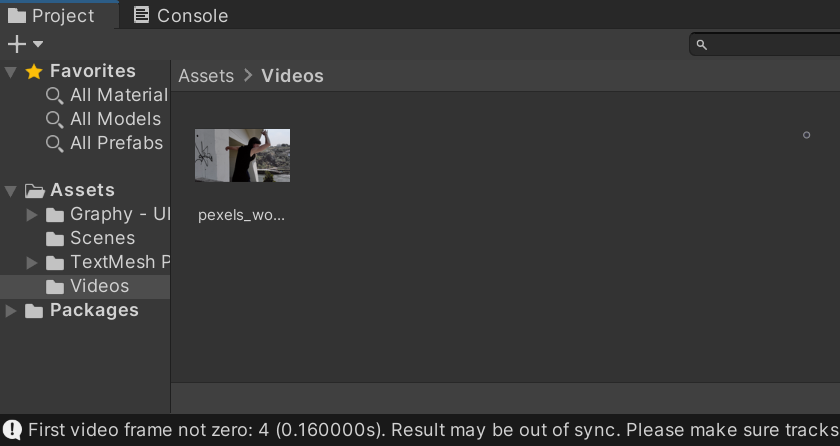 Project
Console
Favorites
All Material
All Models
All Prefabs
Assets
Graphy - UI
Scenes
TextMesh P
Videos
Packages
Assets > Videos
pexels_wo...
First video frame not zero: 4 (0.160000s). Result may be out of sync. Please make sure tracks